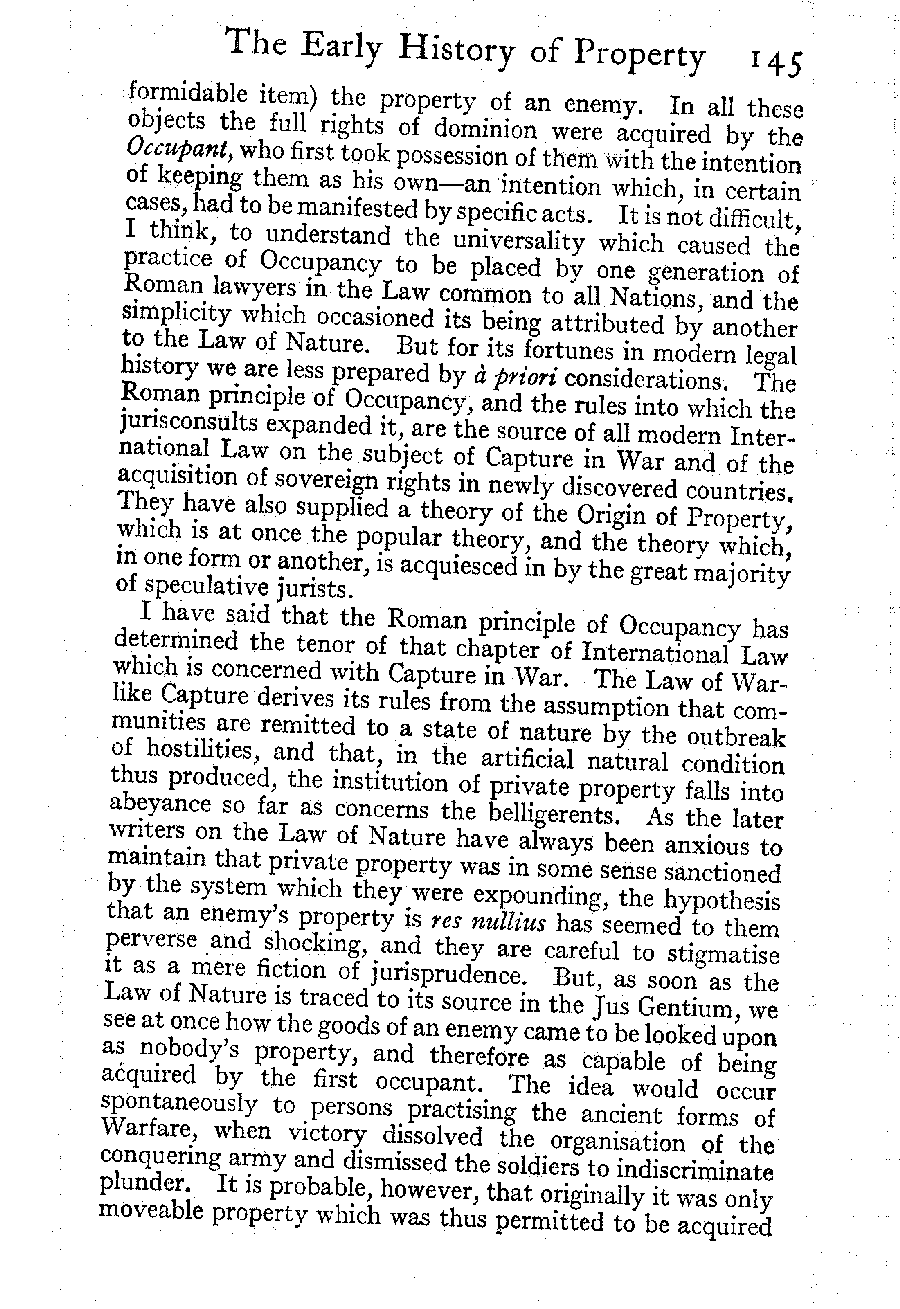 The Early History of Property 145
formidable item) the property of an enemy. In all these
objects the full rights of dominion were acquired by the
Occupant, who first took possession of them with the intention
of keeping them as his own—an intention which, in certain
cases, had to be manifested by specific acts. It is not difficult,
I think, to understand the universality which caused the
practice of Occupancy to be placed by one generation of
Roman lawyers in the Law common to all Nations, and the
simplicity which occasioned its being attributed by another
to the Law of Nature. But for its fortunes in modern legal
history we are less prepared by à priori considerations. The
Roman principle of Occupancy, and the rules into which the
jurisconsults expanded it, are the source of all modern Inter-
national Law on the subject of Capture in War and of the
acquisition of sovereign rights in newly discovered countries.
They have also supplied a theory of the Origin of Property,
which is at once the popular theory, and the theory which,
in one form or another, is acquiesced in by the great majority
of speculative jurists.
I have said that the Roman principle of Occupancy has
determined the tenor of that chapter of International Law
which is concerned with Capture in War. The Law of War-
like Capture derives its rules from the assumption that com-
munities are remitted to a state of nature by the outbreak
of hostilities, and that, in the artificial natural condition
thus produced, the institution of private property falls into
abeyance so far as concerns the belligerents. As the later
writers on the Law of Nature have always been anxious to
maintain that private property was in some sense sanctioned
by the system which they were expounding, the hypothesis
that an enemy's property is res nullius has seemed to them
perverse and shocking, and they are careful to stigmatise
it as a mere fiction of jurisprudence. But, as soon as the
Law of Nature is traced to its source in the Jus Gentium, we
see at once how the goods of an enemy came to be looked upon
as nobody's property, and therefore as capable of being
acquired by the first occupant. The idea would occur
spontaneously to persons practising the ancient forms of
Warfare, when victory dissolved the organisation of the
conquering army and dismissed the soldiers to indiscriminate
plunder. It is probable, however, that originally it was only
moveable property which was thus permitted to be acquired